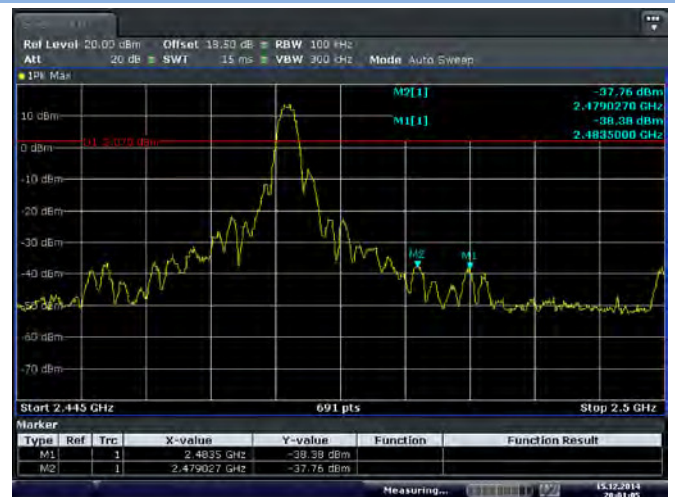 Ref Level 20.00 dBm Offset 18.50 dB RBW 100 kHz
Att 20 dB SWT 15 ms VBW 300 kHz Mode Auto Sweep
1Pk Max
M2[1] -37.76 dBm
2.4790270 GHz
M1[1] -38.38 dBm
2.4835000 GHz
10 dBm
0 dBm
-10 dBm
-20 dBm
-30 dBm
M2 M1
-40 dBm
-50 dBm
-60 dBm
-70 dBm
Start 2.445 GHz 691 pts Stop 2.5 GHz
Marker
Type Ref Trc X-value Y-value Function Function Result
M1 1 2.4835 GHz -38.38 dBm
M2 1 2.479027 GHz -37.76 dBm
Measuring... 15.12.2014
20:01:05